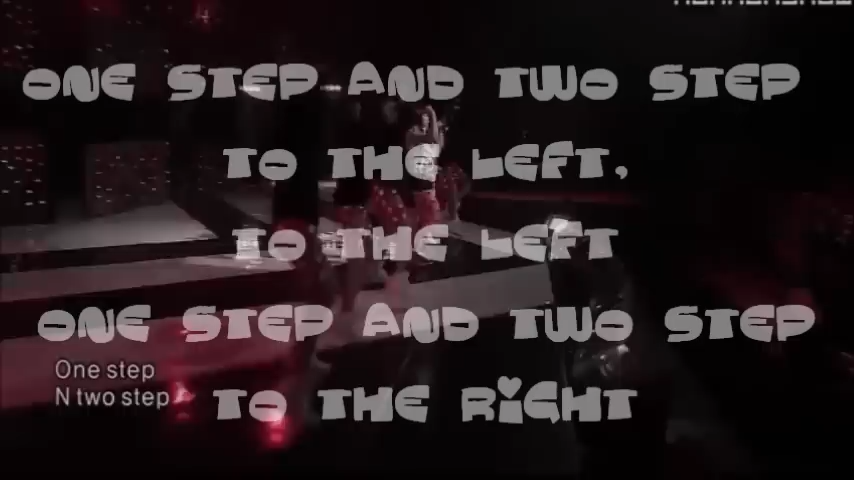 ONE STEP AND TWO STEP
TO THE LEFT,
TO THE LEFT
ONE STEP AND TWO STEP
TO THE RIGHT
One step
N two step